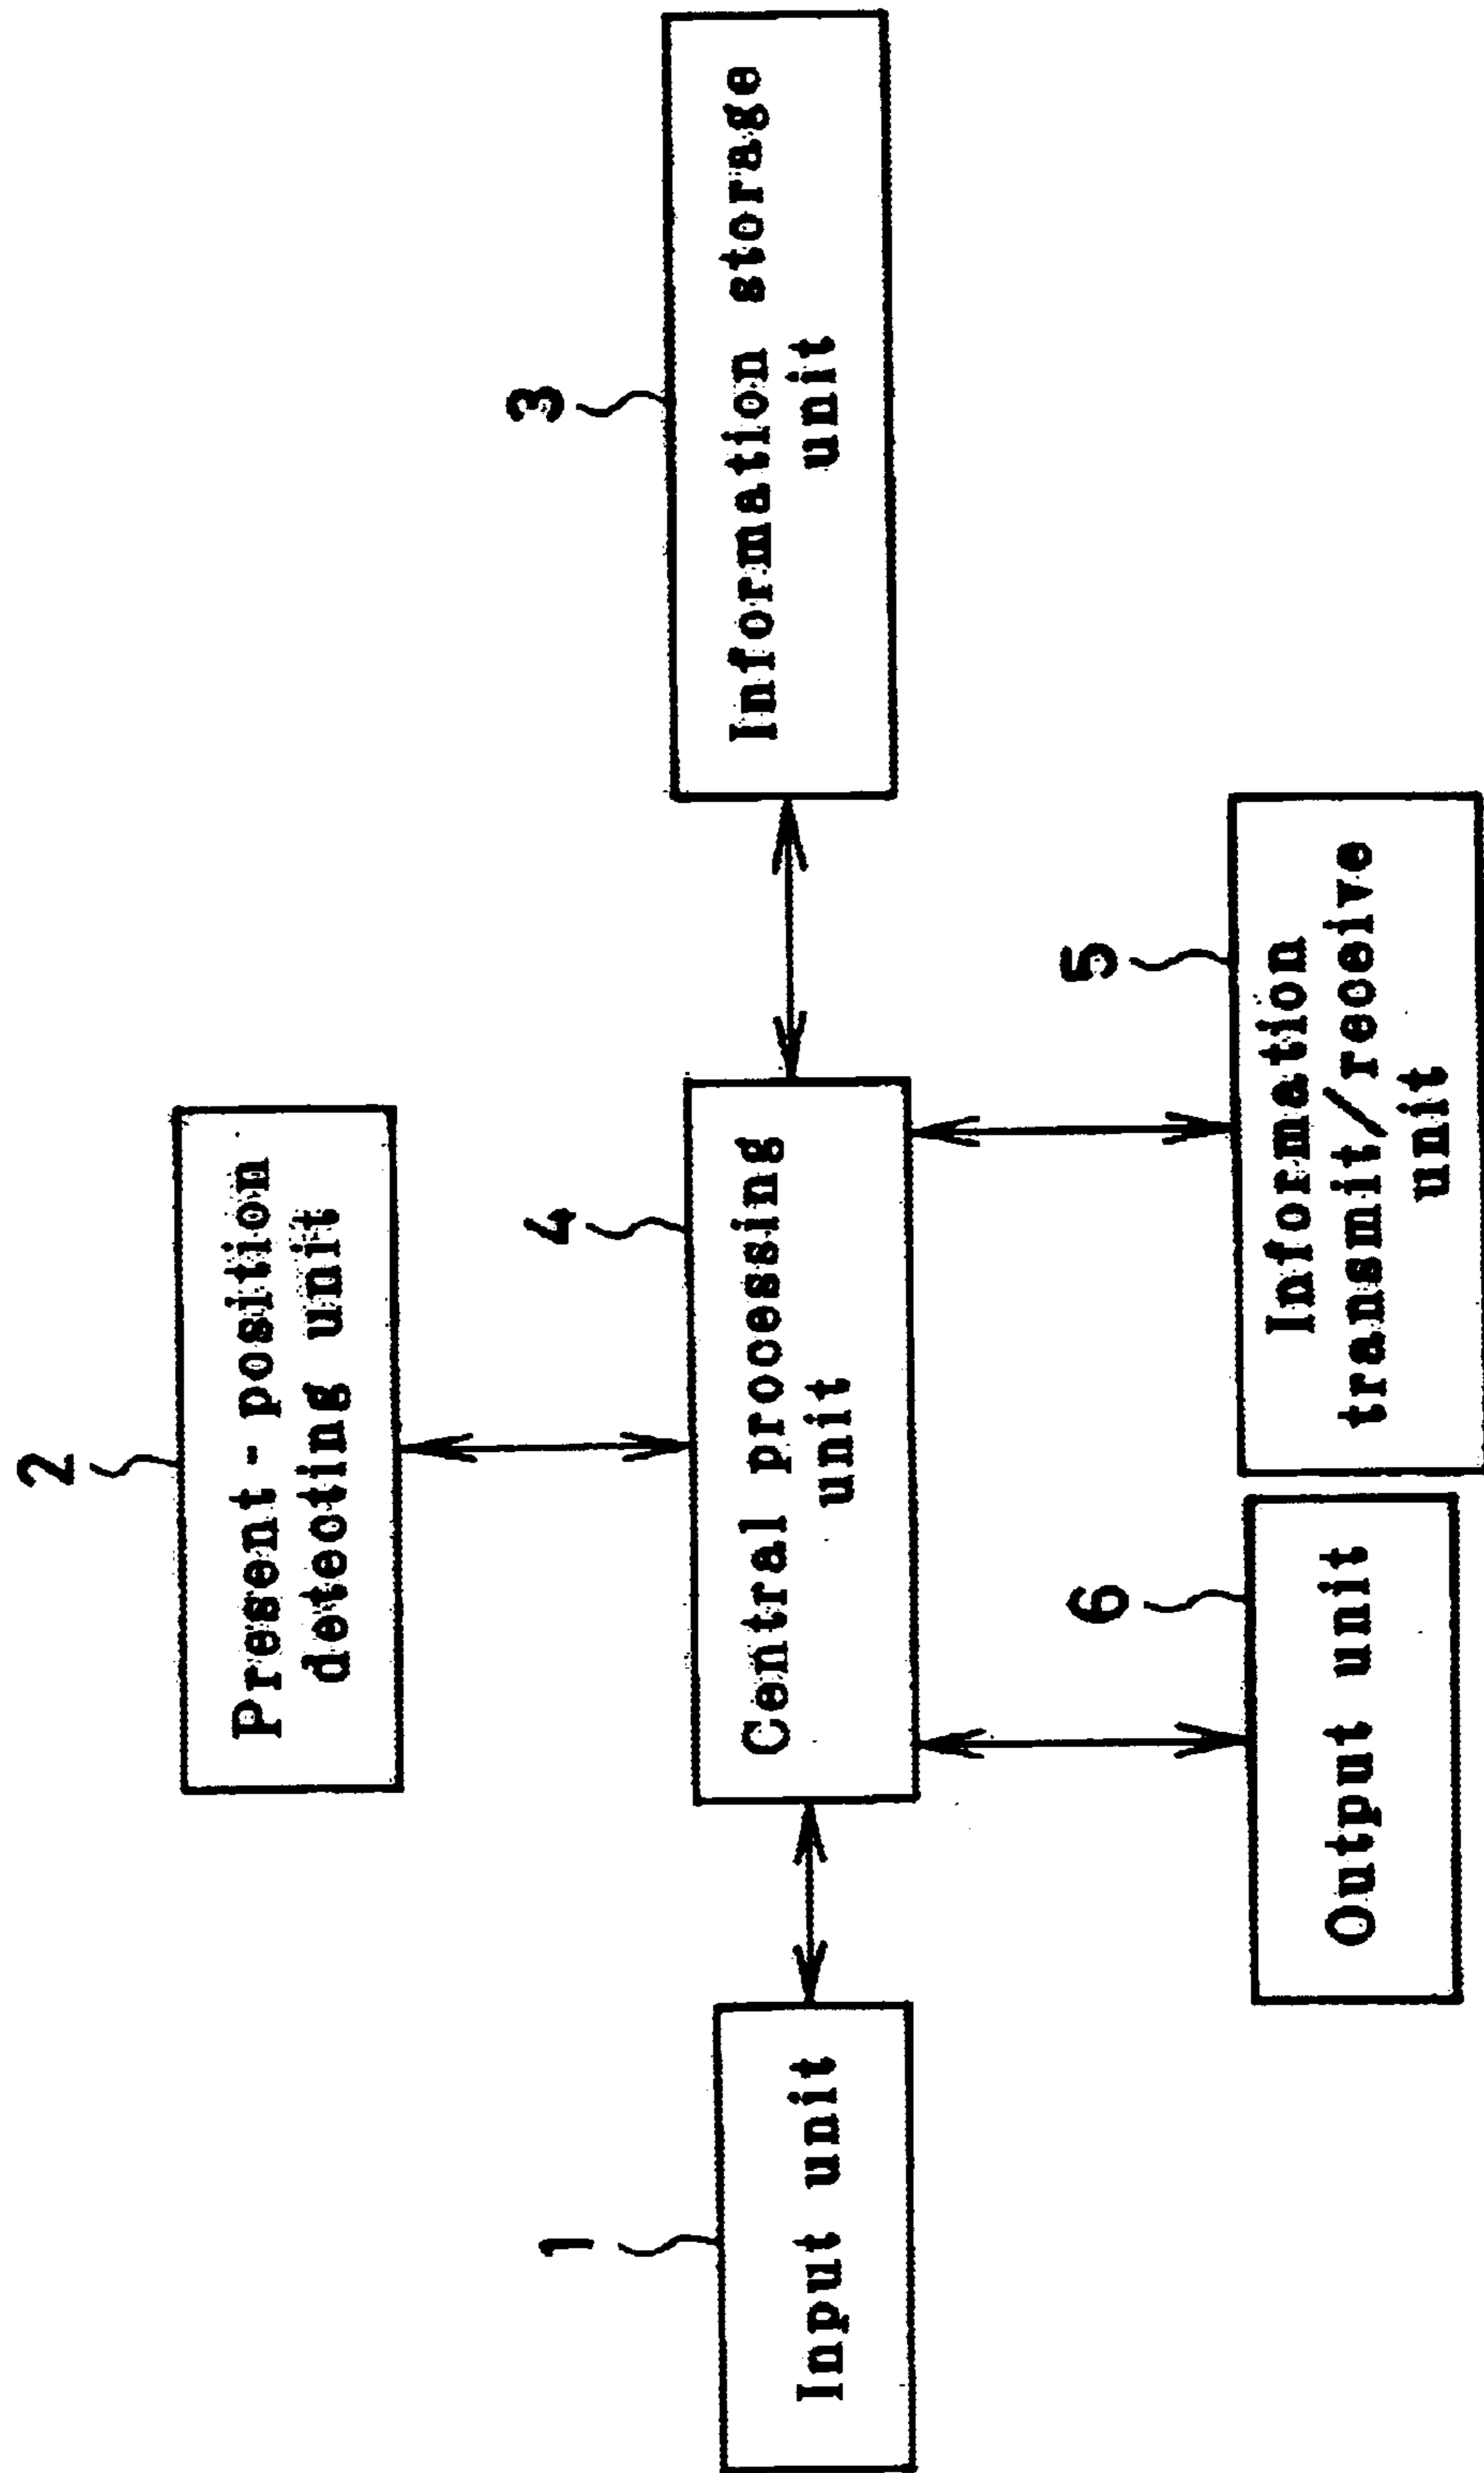 2
Present-position
detecting unit
4
Central processing
unit
3
Information storage
unit
1
Input unit
6
Output unit
5
Information
transmit/receive
unit